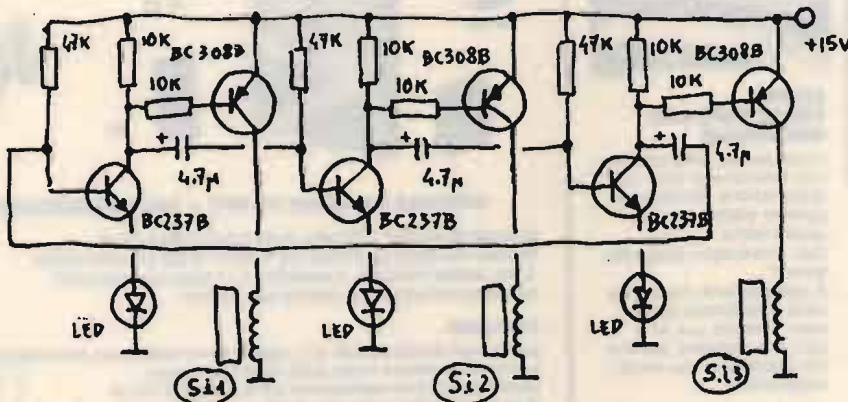 47K 10K BC308B 47K 10K BC308B 47K 10K BC308B +15V
10K 10K 10K
+ 4.7µ + 4.7µ + 4.7µ
BC237B BC237B BC237B
LED LED LED
Si1 Si2 Si3